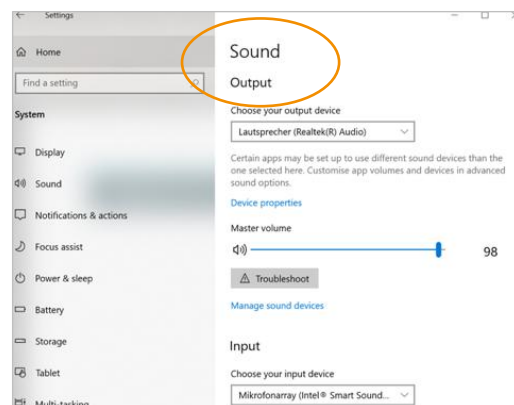 Settings
Home
Find a setting
System
Display
Sound
Notifications & actions
Focus assist
Power & sleep
Battery
Storage
Tablet
Multi-tasking
Sound
Output
Choose your output device
Lautsprecher (Realtek(R) Audio)
Certain apps may be set up to use different sound devices than the
one selected here. Customise app volumes and devices in advanced
sound options.
Device properties
Master volume
98
Troubleshoot
Manage sound devices
Input
Choose your input device
Mikrofonarray (Intel® Smart Sound...